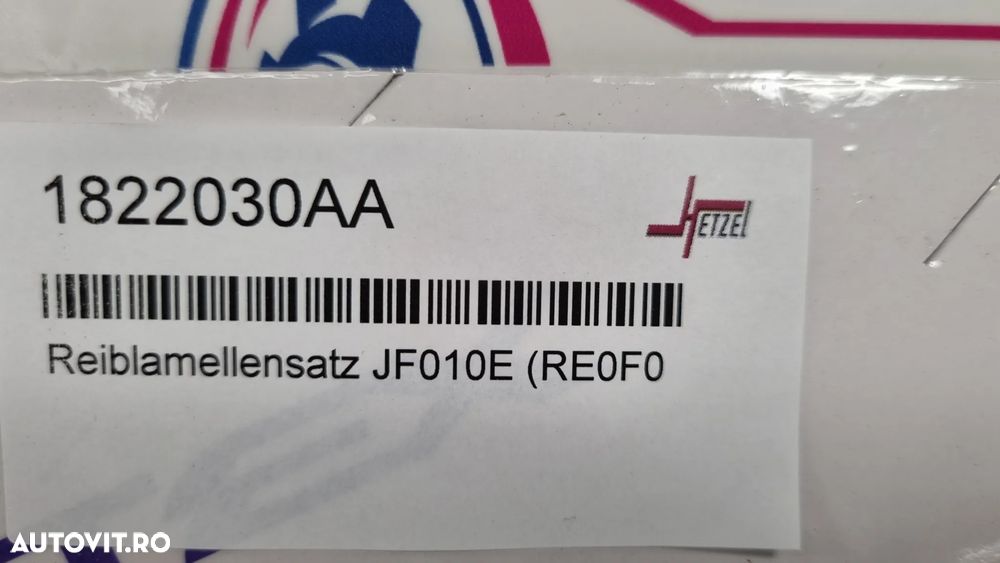 1822030AA
HETZEL
Reiblamellensatz JF010E (RE0F0
AUTOVIT.RO